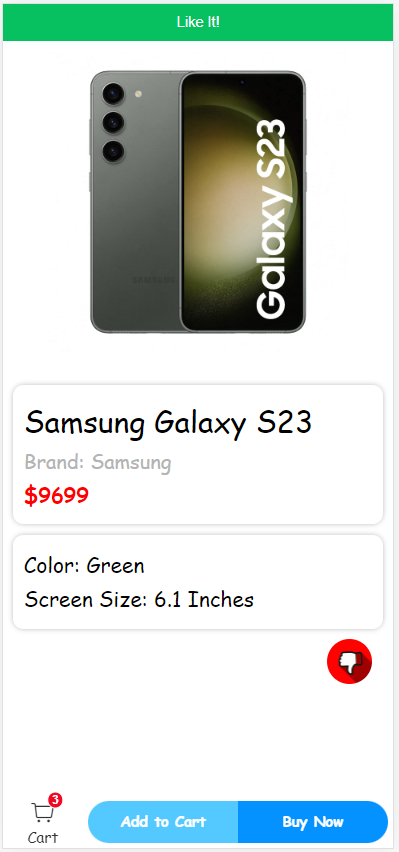 Like It!
SAMSUNG
Galaxy S23
Samsung Galaxy S23
Brand: Samsung
$9699
Color: Green
Screen Size: 6.1 Inches
3
Cart
Add to Cart
Buy Now